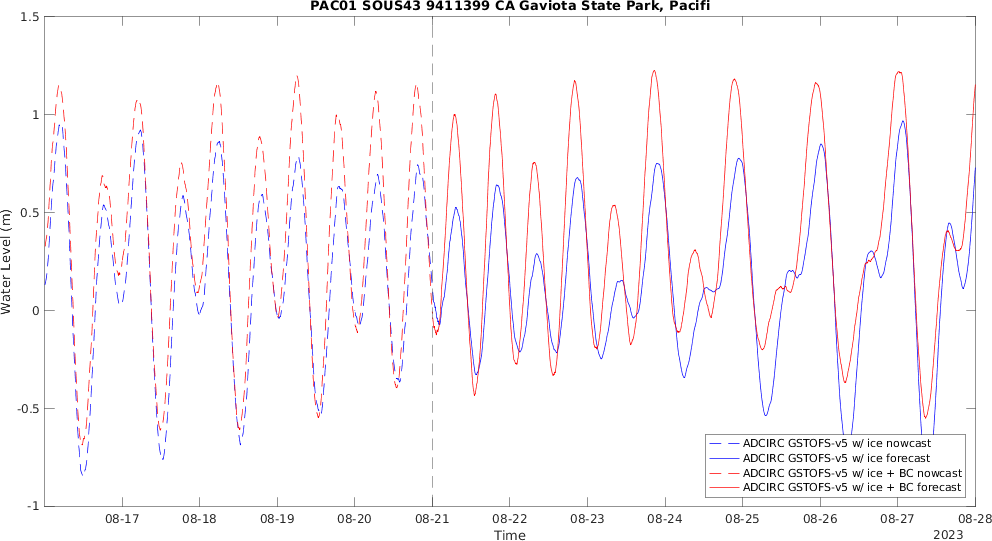 PAC01 SOUS43 9411399 CA Gaviota State Park, Pacifi
1.5
1
0.5
0
-0.5
-1
Water Level (m)
08-17 08-18 08-19 08-20 08-21 08-22 08-23 08-24 08-25 08-26 08-27 08-28
Time
2023
ADCIRC GSTOFS-v5 w/ ice nowcast
ADCIRC GSTOFS-v5 w/ ice forecast
ADCIRC GSTOFS-v5 w/ ice + BC nowcast
ADCIRC GSTOFS-v5 w/ ice + BC forecast